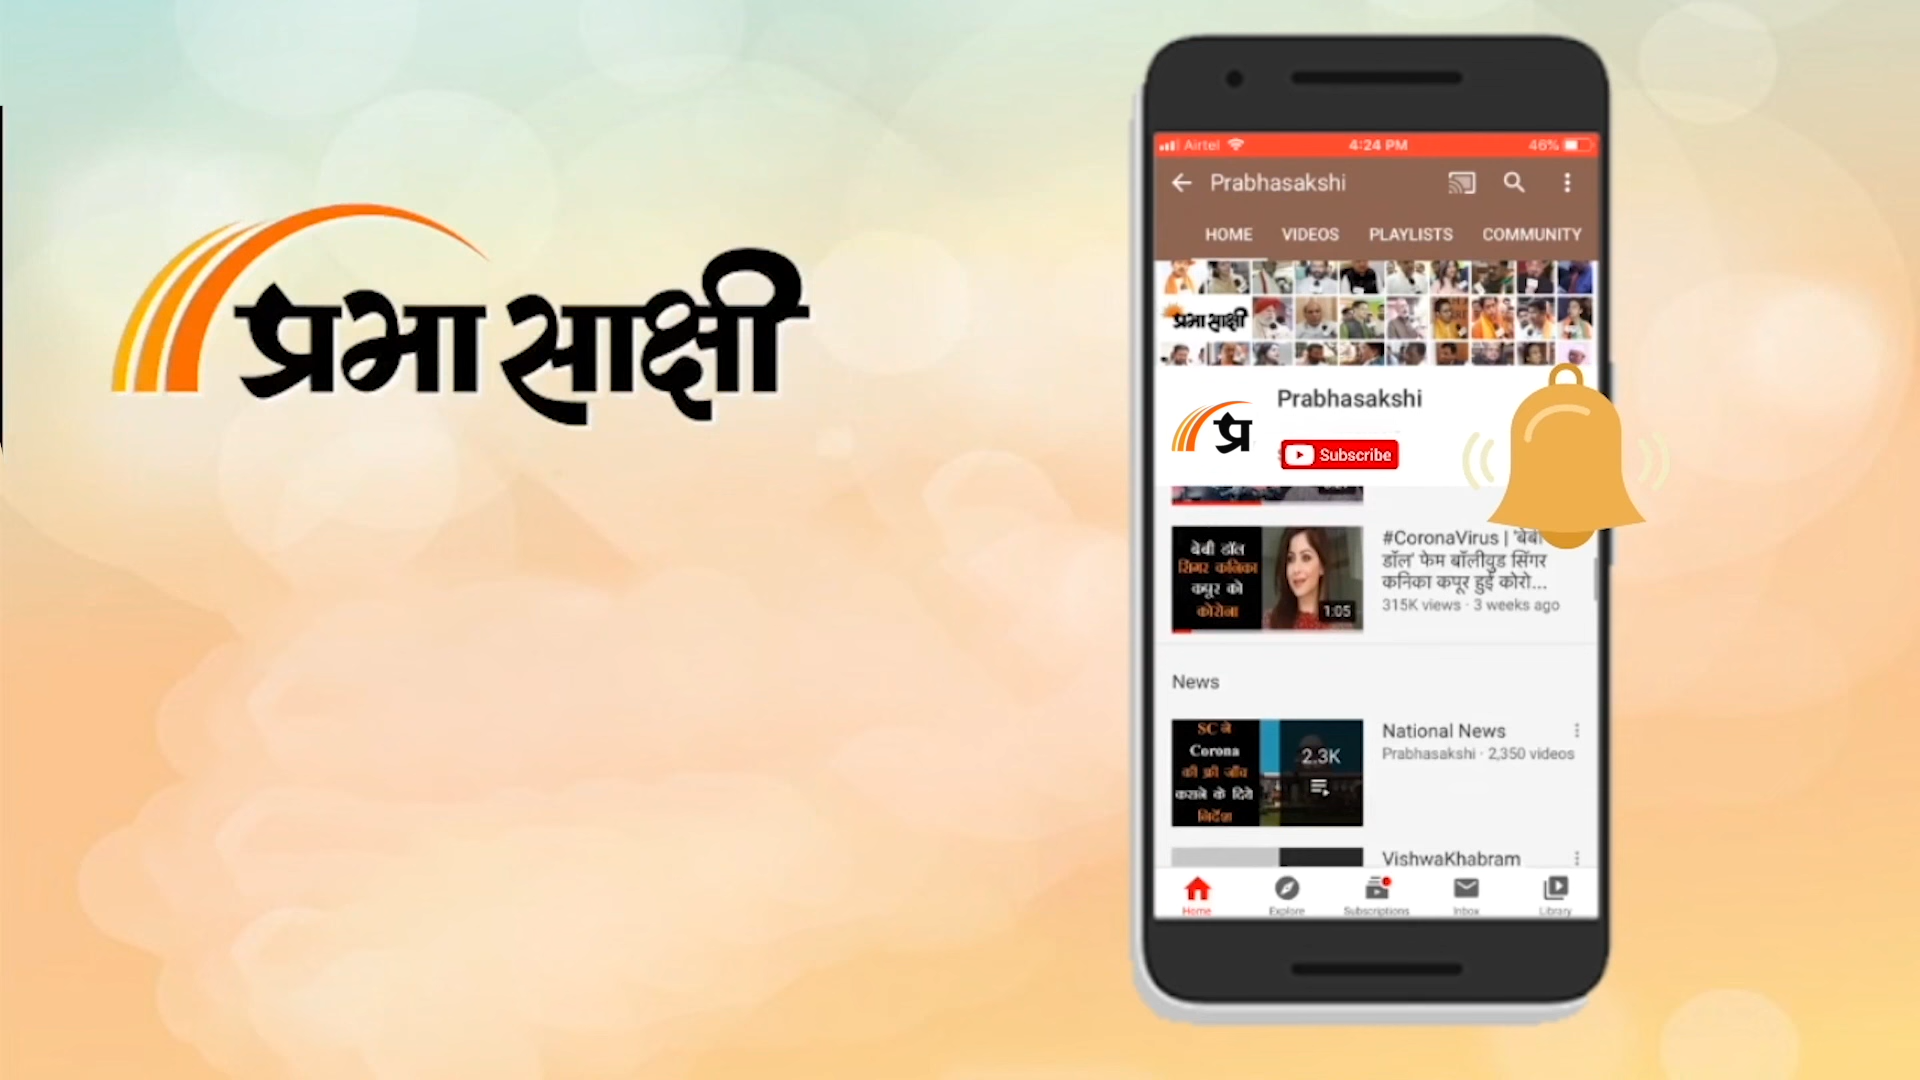 प्रभा साक्षी
Airtel 4:24 PM 46%
Prabhasakshi
HOME VIDEOS PLAYLISTS COMMUNITY
प्रभा साक्षी
Prabhasakshi
प्र
Subscribe
बेबी डॉल
सिंगर कनिका
कपूर को
कोरोना
1:05
#CoronaVirus | 'बेबी
डॉल' फेम बॉलीवुड सिंगर
कनिका कपूर हुई कोरो...
315K views · 3 weeks ago
News
SC ने
Corona
की फ्री जाँच
कराने के दिये
निर्देश
2.3K
National News
Prabhasakshi · 2,350 videos
VishwaKhabram
Home Explore Subscriptions Inbox Library